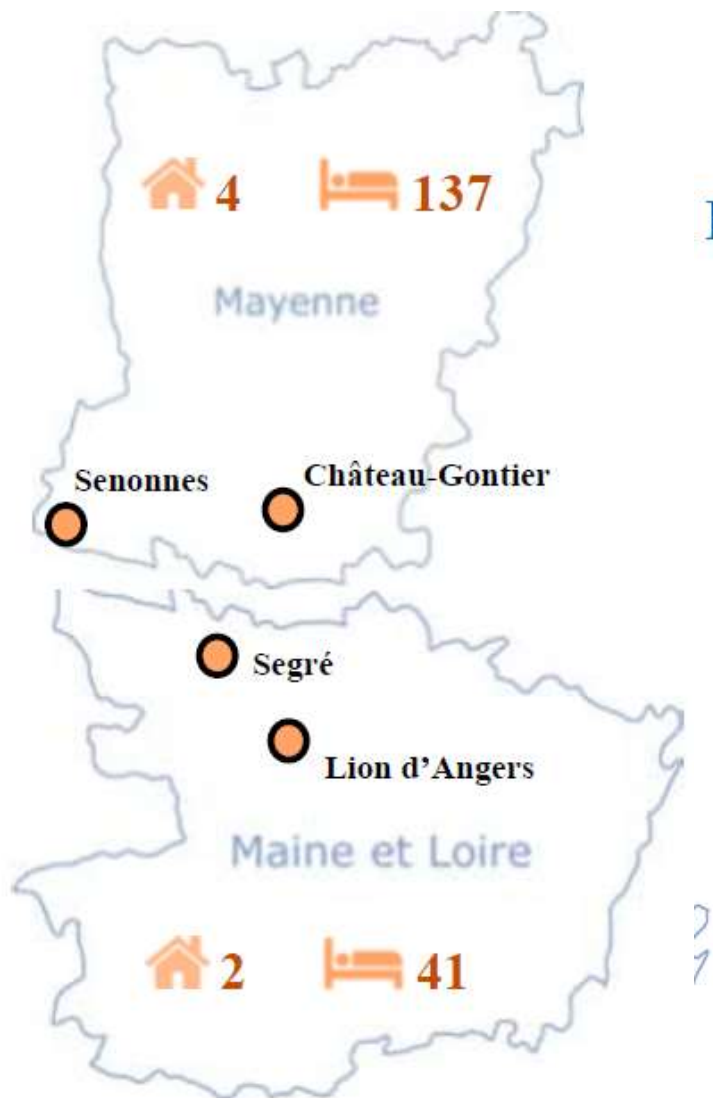 4 137
Mayenne
Senonnes
Château-Gontier
Segré
Lion d’Angers
Maine et Loire
2 41